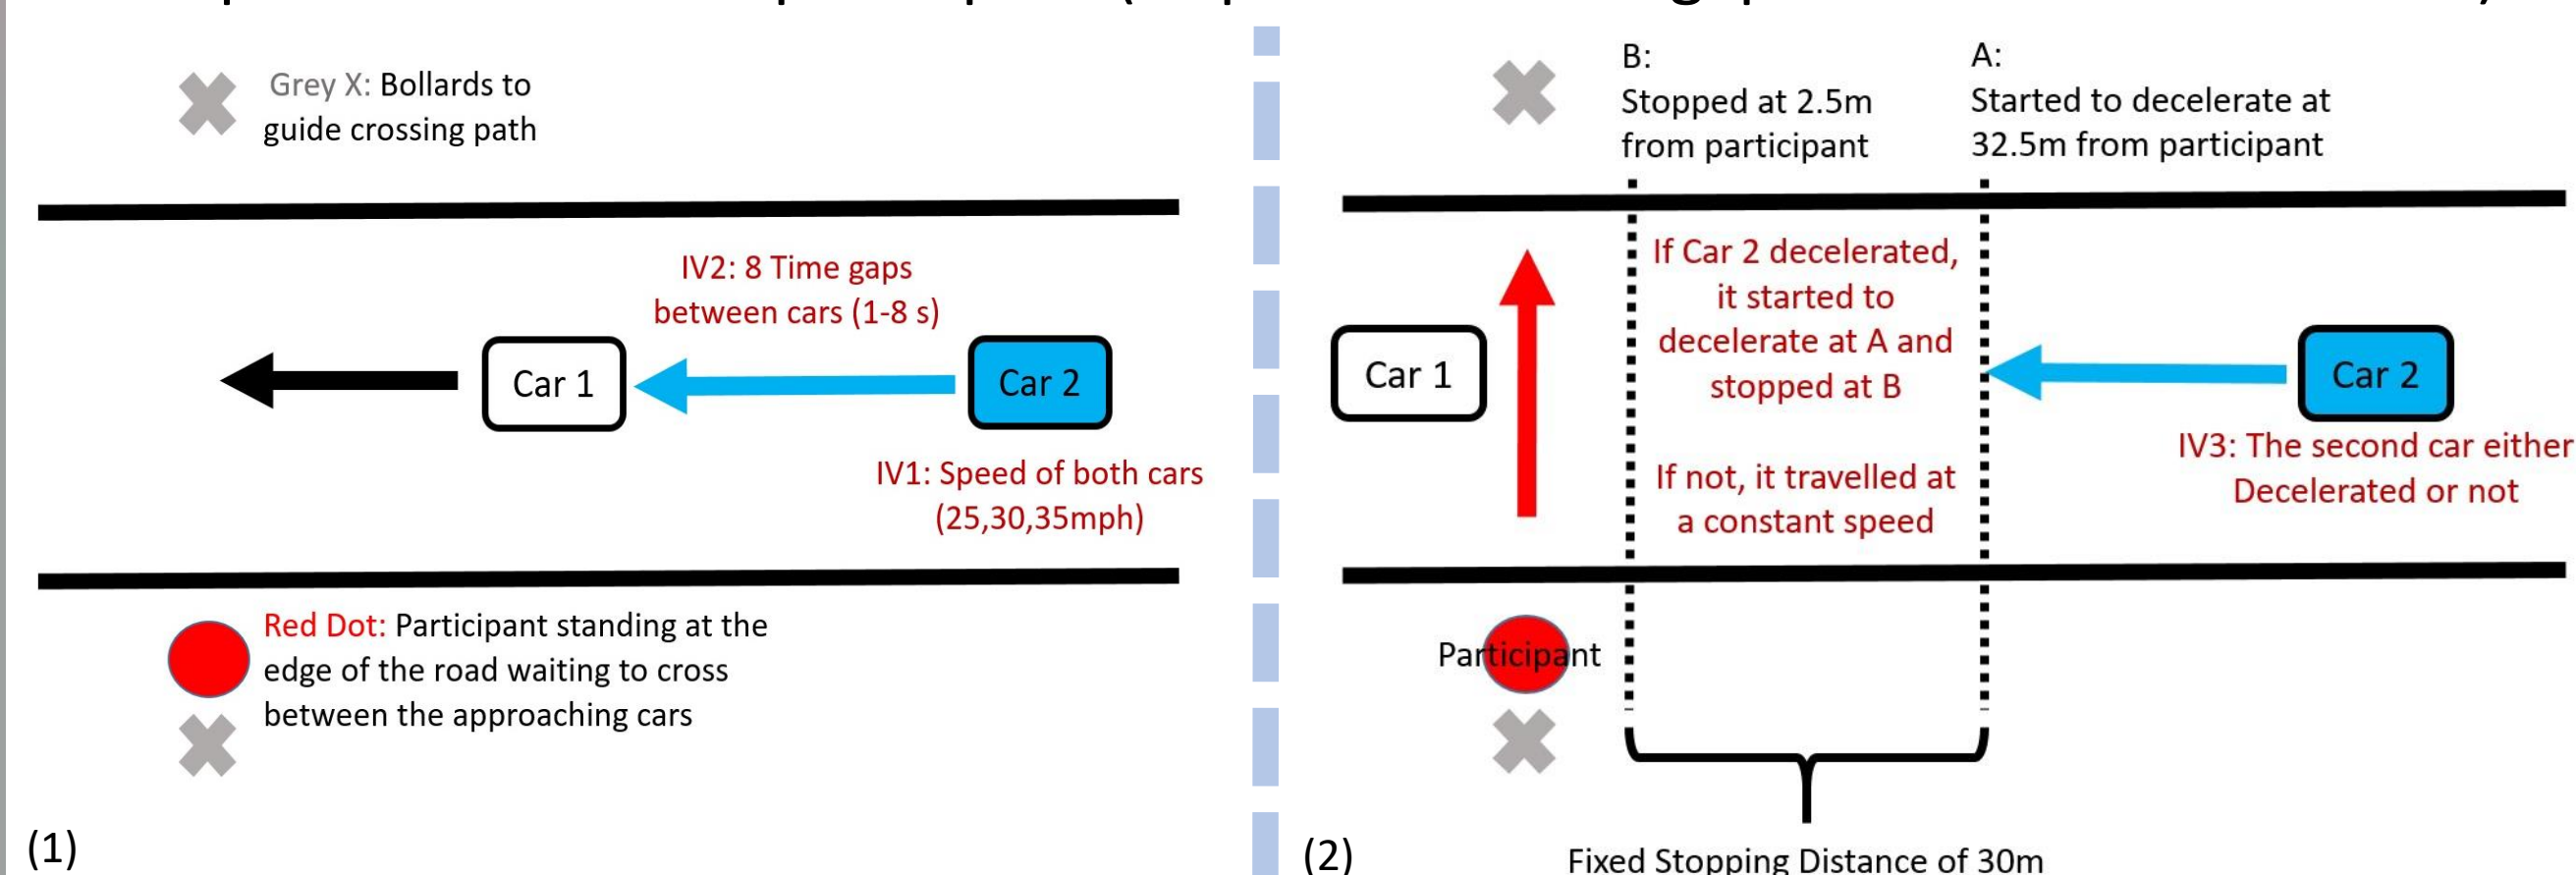 Grey X: Bollards to
guide crossing path
IV2: 8 Time gaps
between cars (1-8 s)
Car 1
Car 2
IV1: Speed of both cars
(25,30,35mph)
Red Dot: Participant standing at the
edge of the road waiting to cross
between the approaching cars
(1)
B:
Stopped at 2.5m
from participant
A:
Started to decelerate at
32.5m from participant
If Car 2 decelerated,
it started to
decelerate at A and
stopped at B
If not, it travelled at
a constant speed
Car 1
Car 2
IV3: The second car either
Decelerated or not
Participant
(2)
Fixed Stopping Distance of 30m